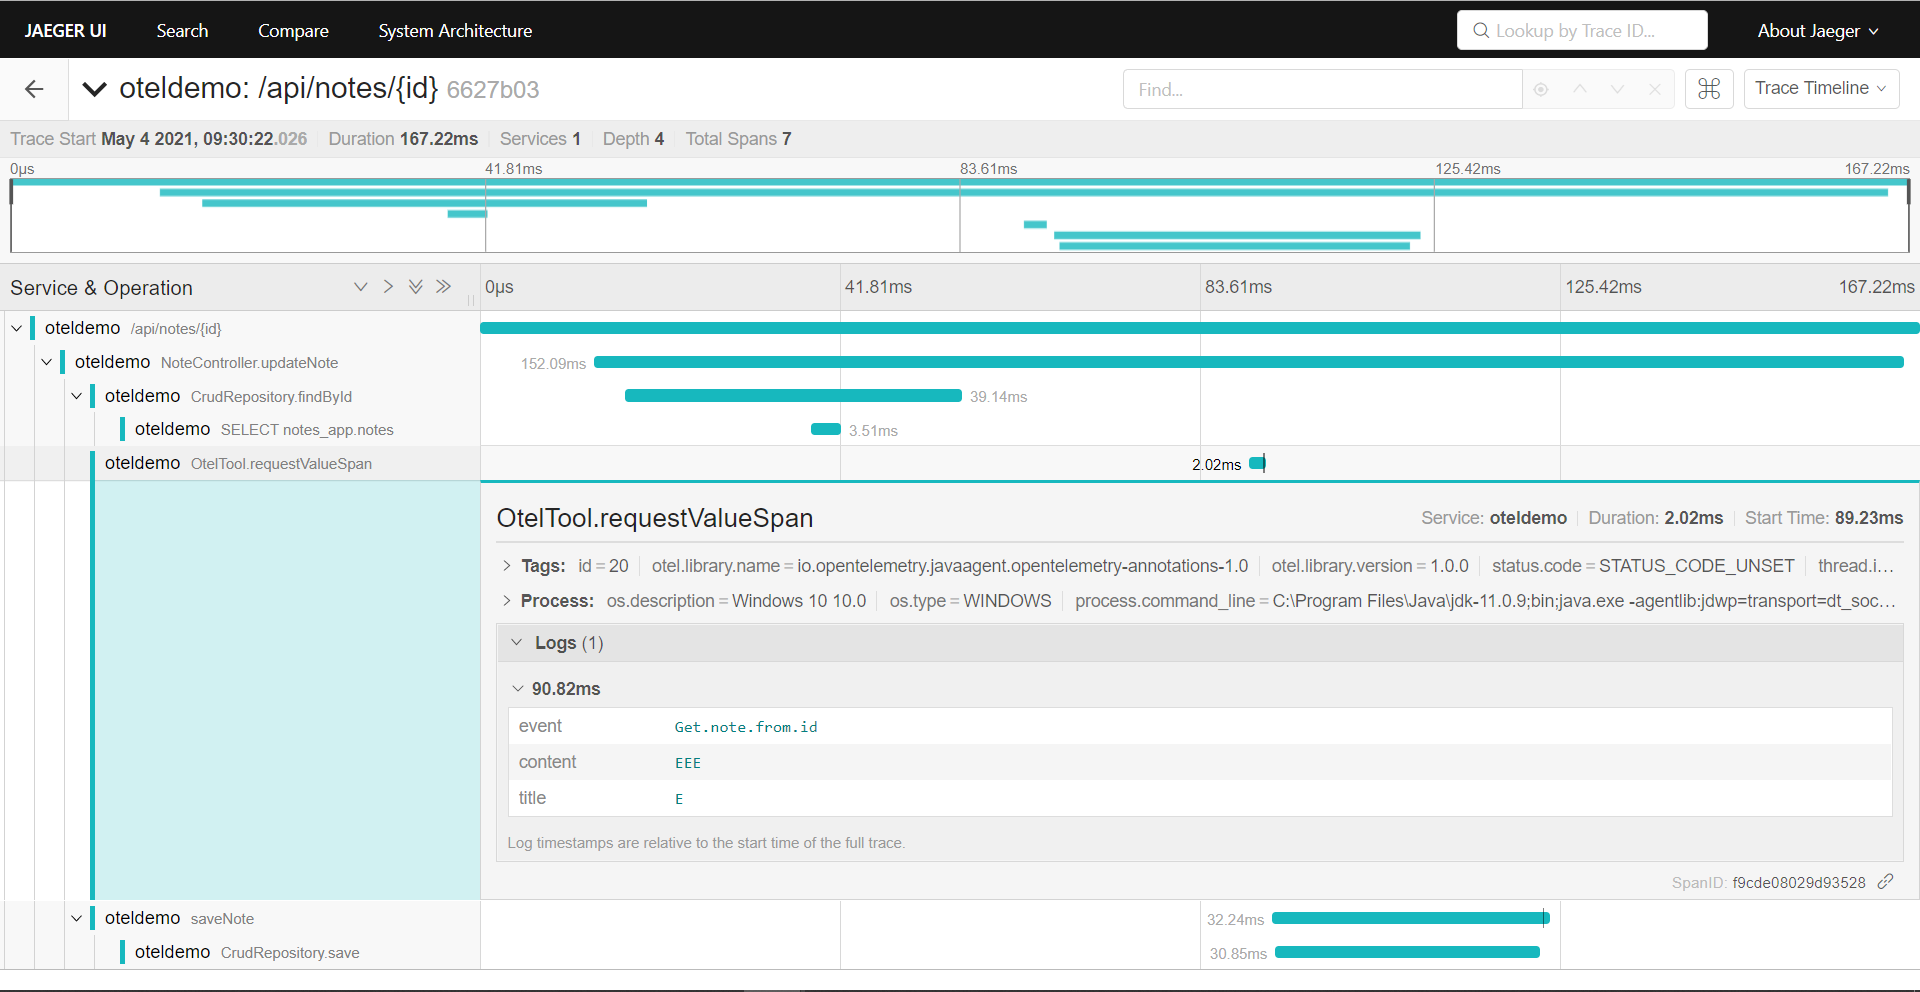 JAEGER UI Search Compare System Architecture Lookup by Trace ID... About Jaeger
oteldemo: /api/notes/{id} 6627b03 Find... Trace Timeline
Trace Start May 4 2021, 09:30:22.026 Duration 167.22ms Services 1 Depth 4 Total Spans 7
0μs 41.81ms 83.61ms 125.42ms 167.22ms
Service & Operation 0μs 41.81ms 83.61ms 125.42ms 167.22ms
oteldemo /api/notes/{id}
oteldemo NoteController.updateNote 152.09ms
oteldemo CrudRepository.findById 39.14ms
oteldemo SELECT notes_app.notes 3.51ms
oteldemo OtelTool.requestValueSpan 2.02ms
OtelTool.requestValueSpan Service: oteldemo Duration: 2.02ms Start Time: 89.23ms
Tags: id = 20 otel.library.name = io.opentelemetry.javaagent.opentelemetry-annotations-1.0 otel.library.version = 1.0.0 status.code = STATUS_CODE_UNSET thread.i...
Process: os.description = Windows 10 10.0 os.type = WINDOWS process.command_line = C:\Program Files\Java\jdk-11.0.9;bin;java.exe -agentlib:jdwp=transport=dt_soc...
Logs (1)
90.82ms
event Get.note.from.id
content EEE
title E
Log timestamps are relative to the start time of the full trace.
SpanID: f9cde08029d93528
oteldemo saveNote 32.24ms
oteldemo CrudRepository.save 30.85ms